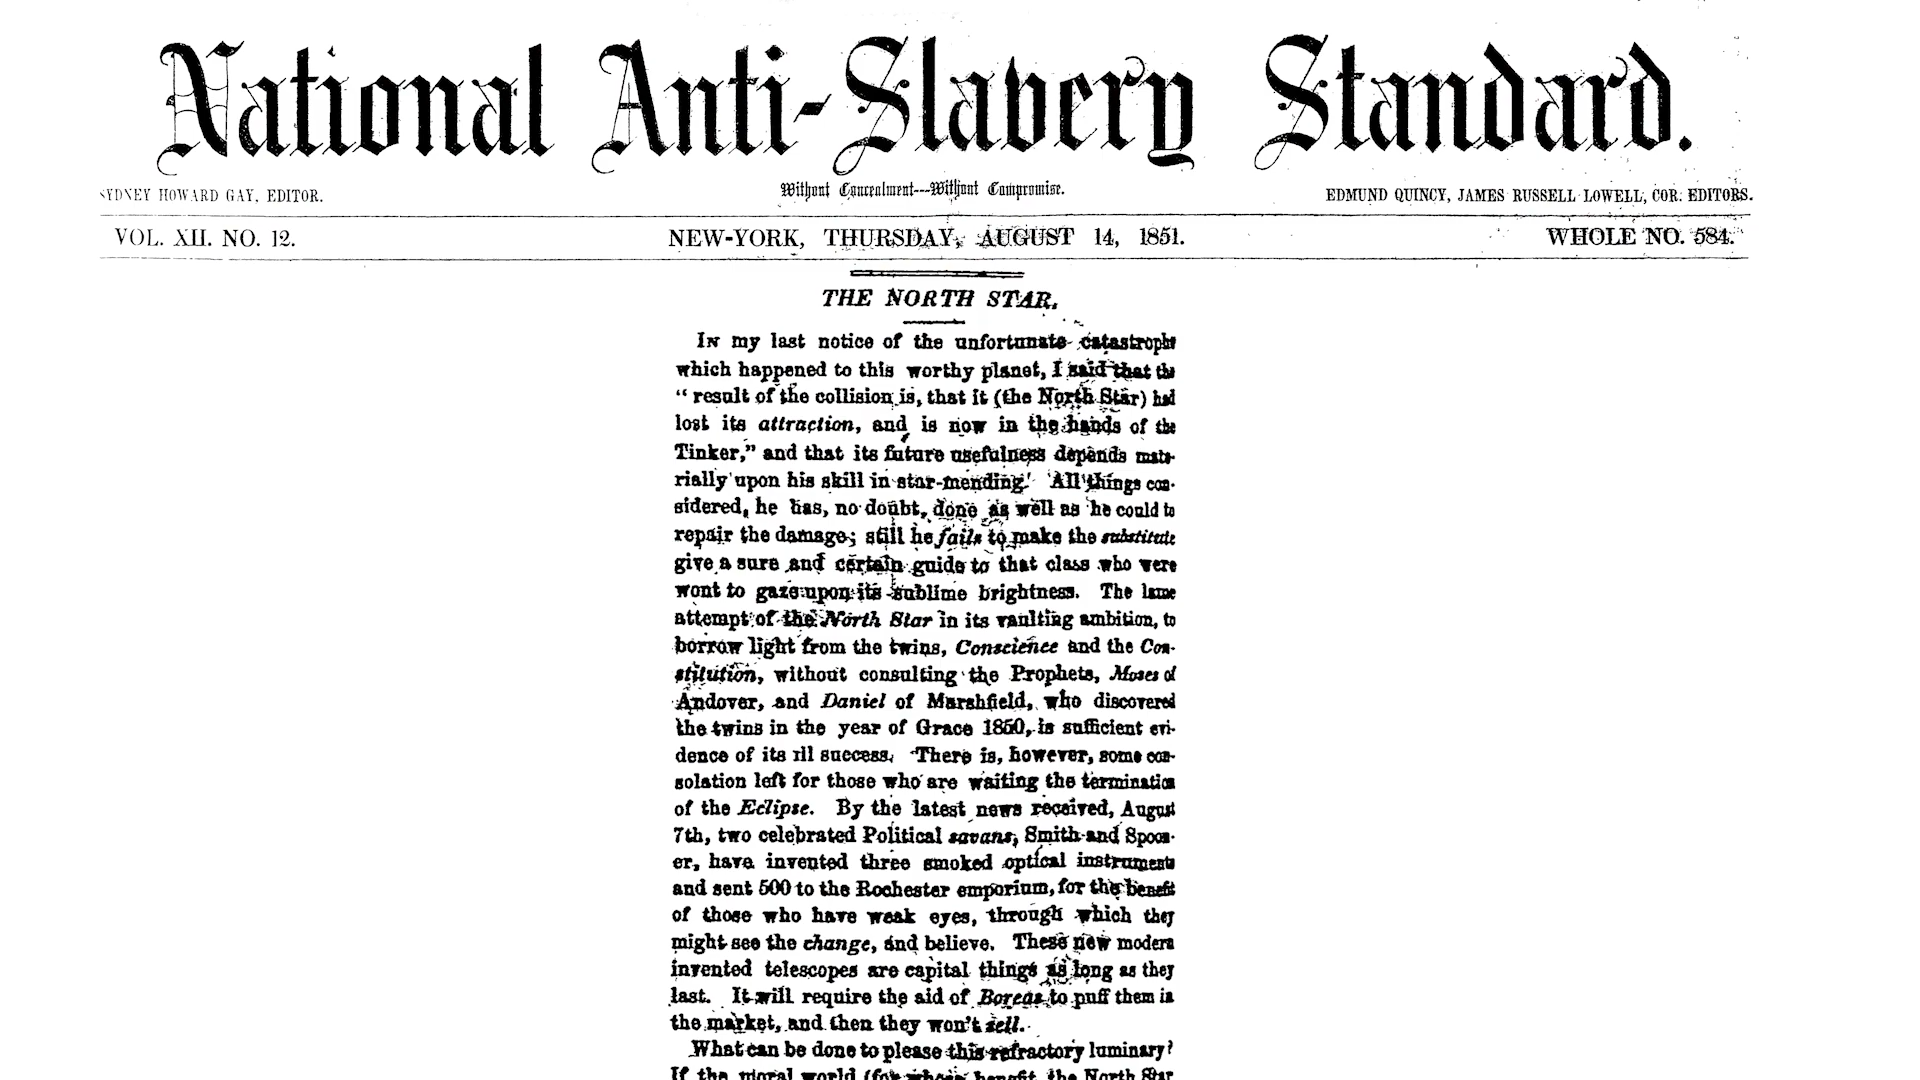 National Anti-Slavery Standard.
SYDNEY HOWARD GAY, EDITOR.
Without Concealment---Without Compromise.
EDMUND QUINCY, JAMES RUSSELL LOWELL, COR. EDITORS.
VOL. XII. NO. 12.
NEW-YORK, THURSDAY, AUGUST 14, 1851.
WHOLE NO. 584.
THE NORTH STAR.
In my last notice of the unfortunate catastrophe
which happened to this worthy planet, I said that the
“ result of the collision is, that it (the North Star) had
lost its attraction, and is now in the hands of the
Tinker,” and that its future usefulness depends mate-
rially upon his skill in star-mending. All things con-
sidered, he has, no doubt, done as well as he could to
repair the damage; still he fails to make the substitute
give a sure and certain guide to that class who were
wont to gaze upon its sublime brightness. The lame
attempt of the North Star in its vaulting ambition, to
borrow light from the twins, Conscience and the Con-
stitution, without consulting the Prophets, Moses of
Andover, and Daniel of Marshfield, who discovered
the twins in the year of Grace 1850, is sufficient evi-
dence of its ill success. There is, however, some con-
solation left for those who are waiting the termination
of the Eclipse. By the latest news received, August
7th, two celebrated Political savans, Smith and Spoon-
er, have invented three smoked optical instruments
and sent 500 to the Rochester emporium, for the benefit
of those who have weak eyes, through which they
might see the change, and believe. These new modern
invented telescopes are capital things as long as they
last. It will require the aid of Boreas to puff them in
the market, and then they won't sell.
What can be done to please this refractory luminary?
If the moral world (for whose benefit the North Star